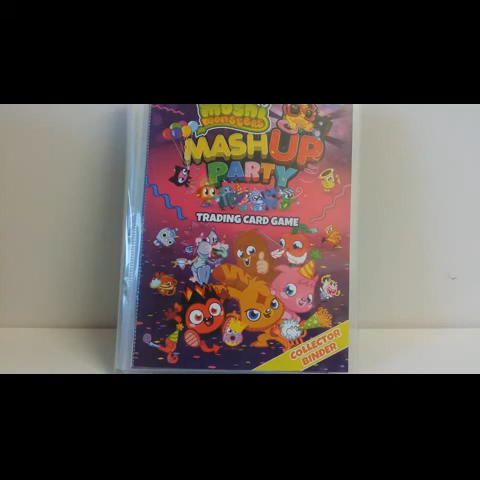 moshi
monsters
MASHUP
PARTY
TRADING CARD GAME
COLLECTOR
BINDER